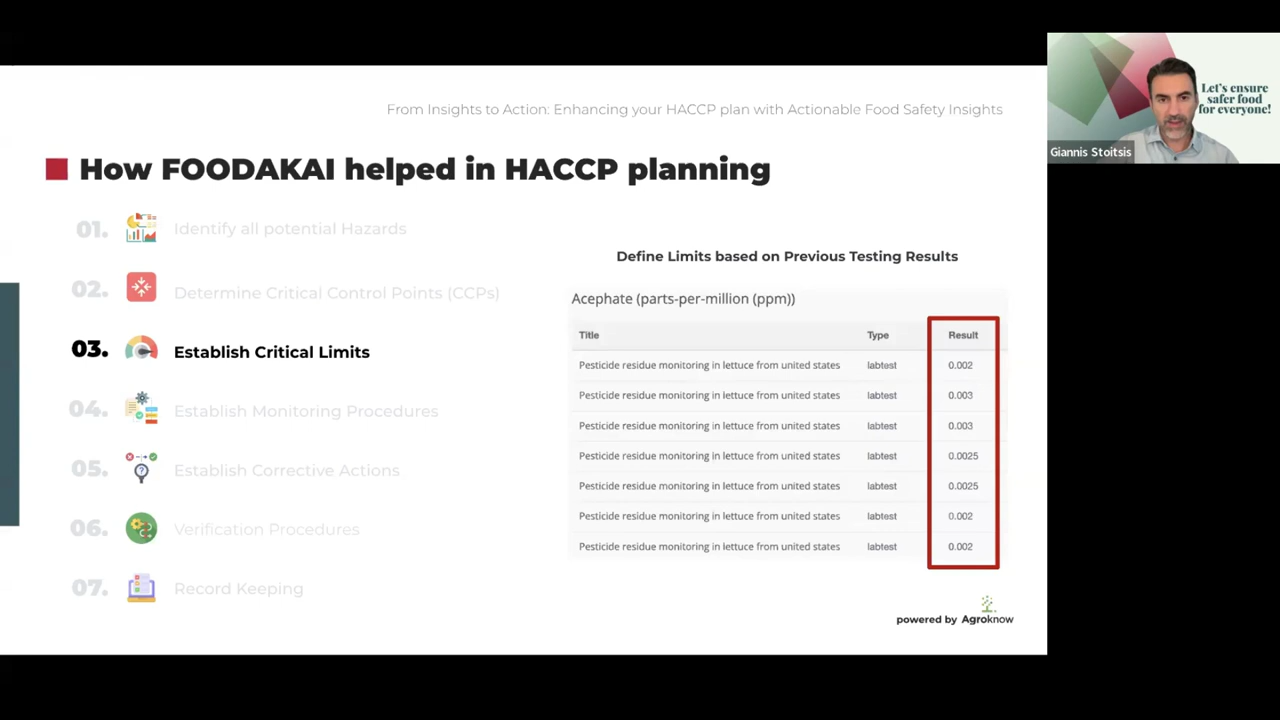 From Insights to Action: Enhancing your HACCP plan with Actionable Food Safety Insights
Let's ensure
safer food
for everyone!
Giannis Stoitsis
How FOODAKAI helped in HACCP planning
01. Identify all potential Hazards
02. Determine Critical Control Points (CCPs)
03. Establish Critical Limits
04. Establish Monitoring Procedures
05. Establish Corrective Actions
06. Verification Procedures
07. Record Keeping
Define Limits based on Previous Testing Results
Acephate (parts-per-million (ppm))
Title Type Result
Pesticide residue monitoring in lettuce from united states labtest 0.002
Pesticide residue monitoring in lettuce from united states labtest 0.003
Pesticide residue monitoring in lettuce from united states labtest 0.003
Pesticide residue monitoring in lettuce from united states labtest 0.0025
Pesticide residue monitoring in lettuce from united states labtest 0.0025
Pesticide residue monitoring in lettuce from united states labtest 0.002
Pesticide residue monitoring in lettuce from united states labtest 0.002
powered by Agroknow